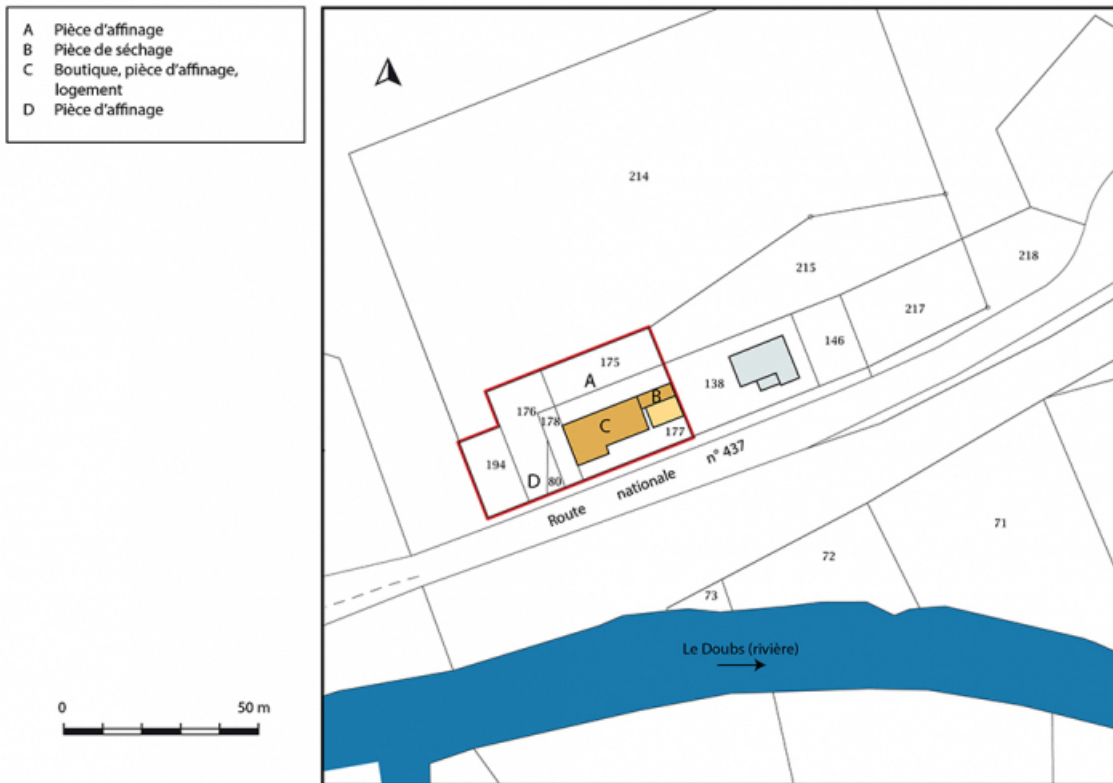 A Pièce d'affinage
B Pièce de séchage
C Boutique, pièce d'affinage,
logement
D Pièce d'affinage
214
215
218
217
146
138
175
A
176
178
B
C
177
194
D
80
Route nationale n° 437
71
72
73
Le Doubs (rivière)
0 50 m